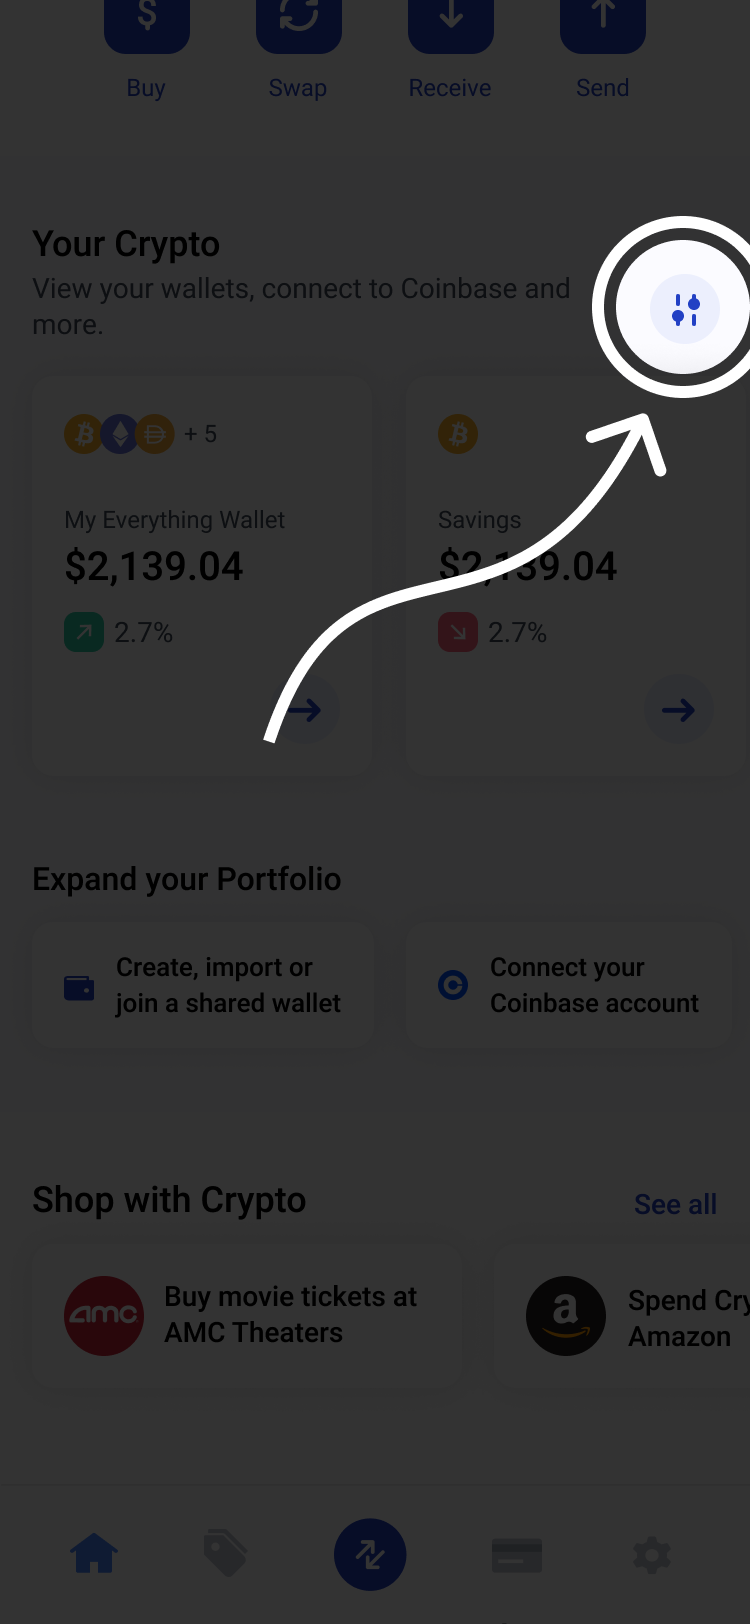 $
Buy
Swap
Receive
Send
Your Crypto
View your wallets, connect to Coinbase and
more.
+ 5
My Everything Wallet
$2,139.04
2.7%
Savings
$2,139.04
2.7%
Expand your Portfolio
Create, import or
join a shared wallet
Connect your
Coinbase account
Shop with Crypto
See all
amc
Buy movie tickets at
AMC Theaters
a
Spend Cry
Amazon